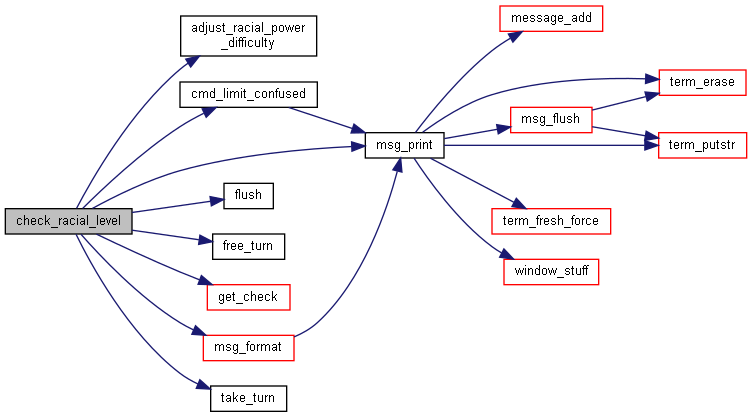 message_add
adjust_racial_power
_difficulty
term_erase
cmd_limit_confused
msg_flush
msg_print
term_putstr
flush
check_racial_level
term_fresh_force
free_turn
window_stuff
get_check
msg_format
take_turn